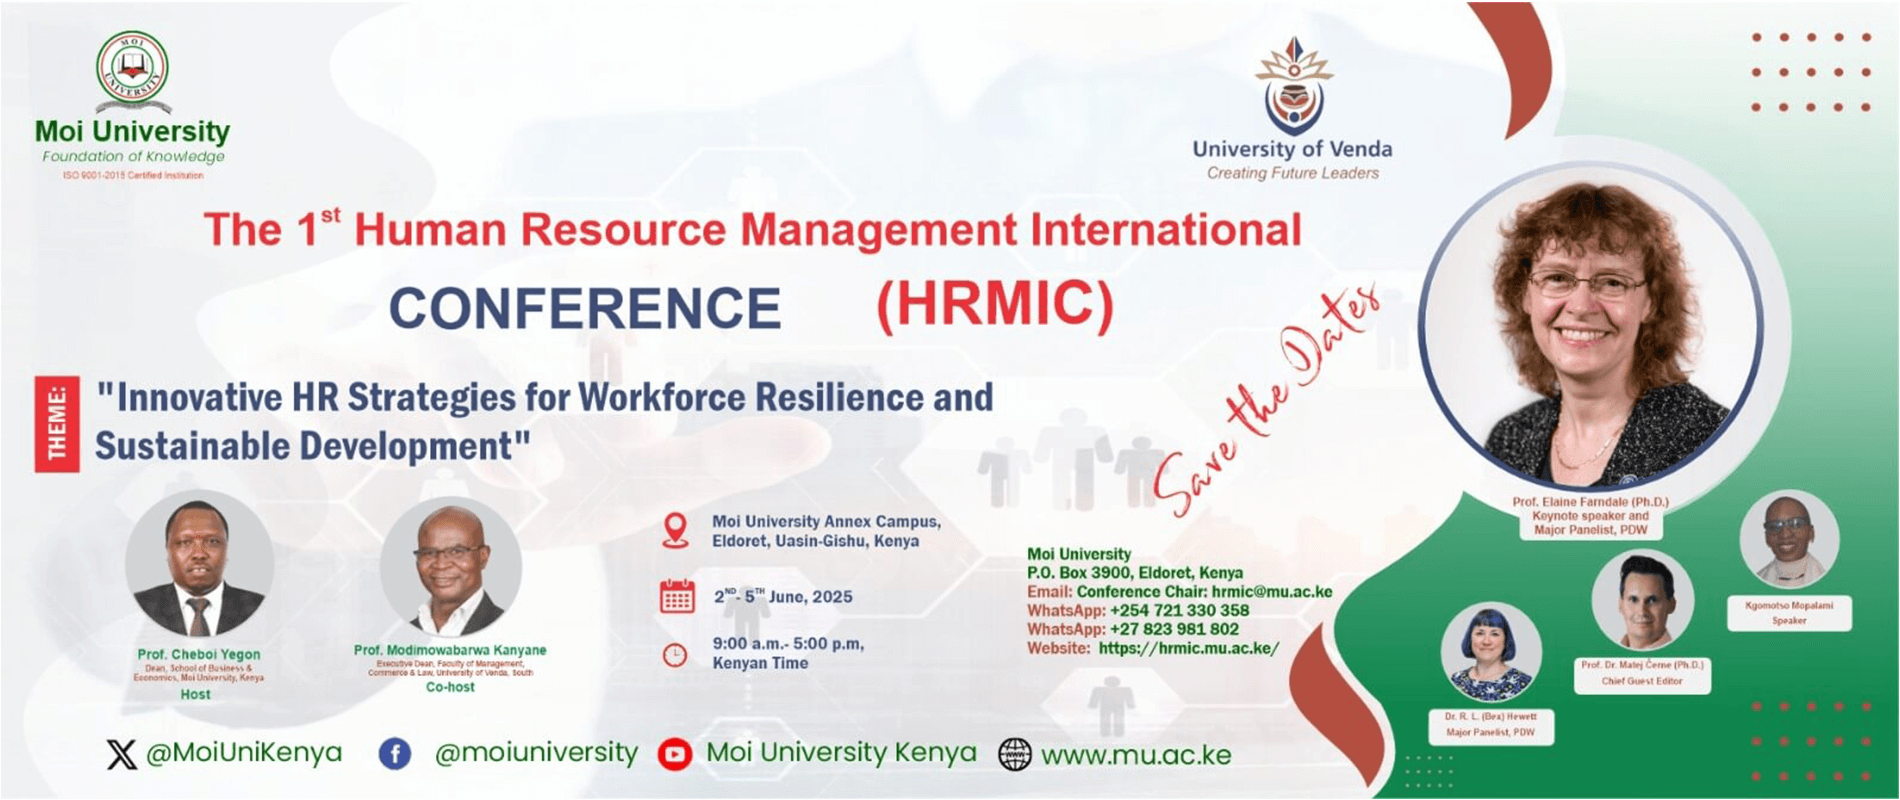 MOI
UNIVERSITY
Moi University
Foundation of Knowledge
ISO 9001-2015 Certified Institution
University of Venda
Creating Future Leaders
The 1st Human Resource Management International
CONFERENCE (HRMIC)
Save the Dates
THEME:
"Innovative HR Strategies for Workforce Resilience and
Sustainable Development"
Prof. Cheboi Yegon
Dean, School of Business &
Economics, Moi University, Kenya
Host
Prof. Modimowabarwa Kanyane
Executive Dean, Faculty of Management,
Commerce & Law, University of Venda, South
Co-host
Moi University Annex Campus,
Eldoret, Uasin-Gishu, Kenya
2ND- 5TH June, 2025
9:00 a.m.- 5:00 p.m,
Kenyan Time
Moi University
P.O. Box 3900, Eldoret, Kenya
Email: Conference Chair: hrmic@mu.ac.ke
WhatsApp: +254 721 330 358
WhatsApp: +27 823 981 802
Website: https://hrmic.mu.ac.ke/
Prof. Elaine Farndale (Ph.D.)
Keynote speaker and
Major Panelist, PDW
Kgomotso Mopalami
Speaker
Prof. Dr. Matej Černe (Ph.D.)
Chief Guest Editor
Dr. R. L. (Bex) Hewett
Major Panelist, PDW
@MoiUniKenya @moiuniversity Moi University Kenya www.mu.ac.ke